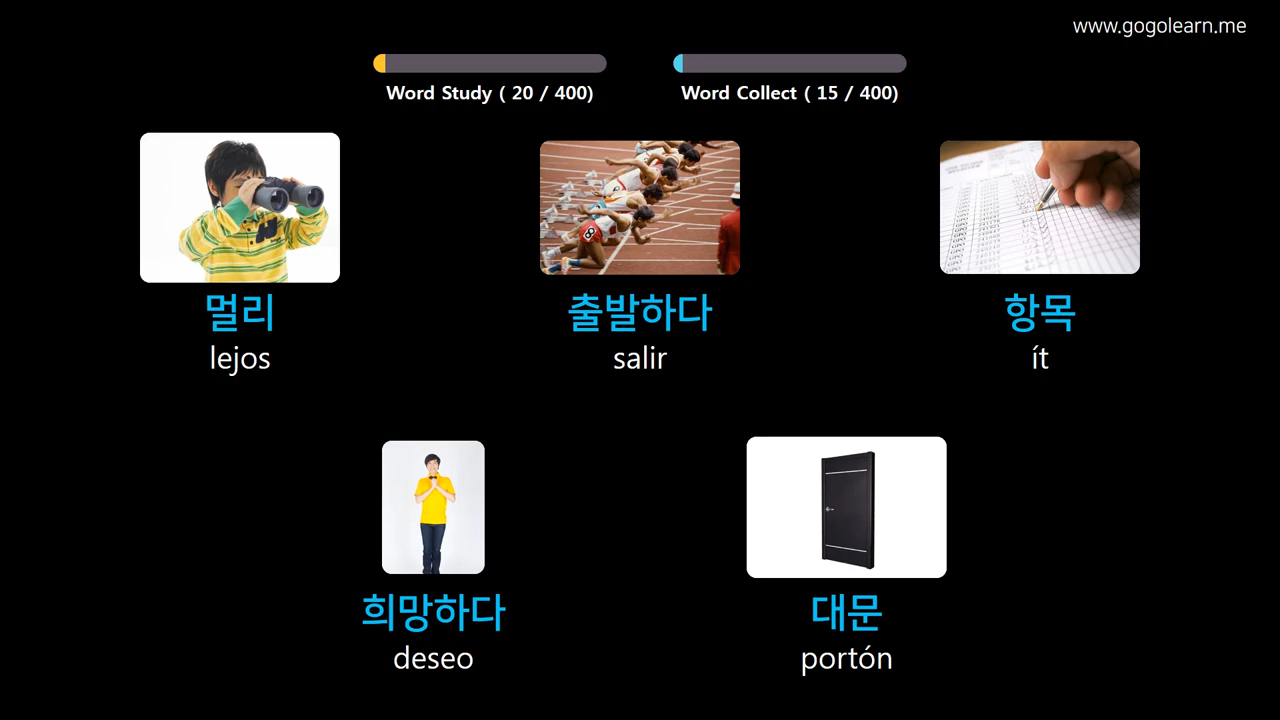 www.gogolearn.me
Word Study ( 20 / 400)
Word Collect ( 15 / 400)
멀리
lejos
출발하다
salir
항목
ít
희망하다
deseo
대문
portón